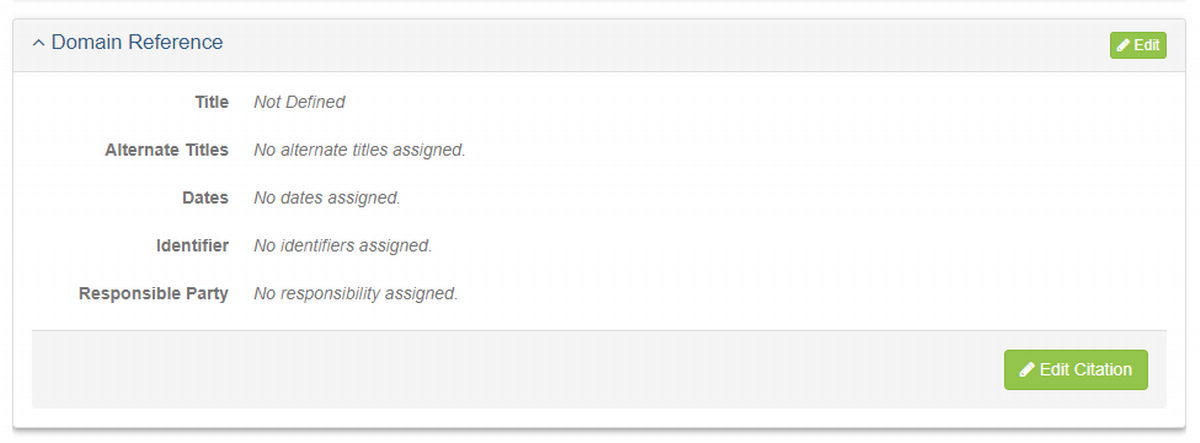 Domain Reference
Edit
Title Not Defined
Alternate Titles No alternate titles assigned.
Dates No dates assigned.
Identifier No identifiers assigned.
Responsible Party No responsibility assigned.
Edit Citation